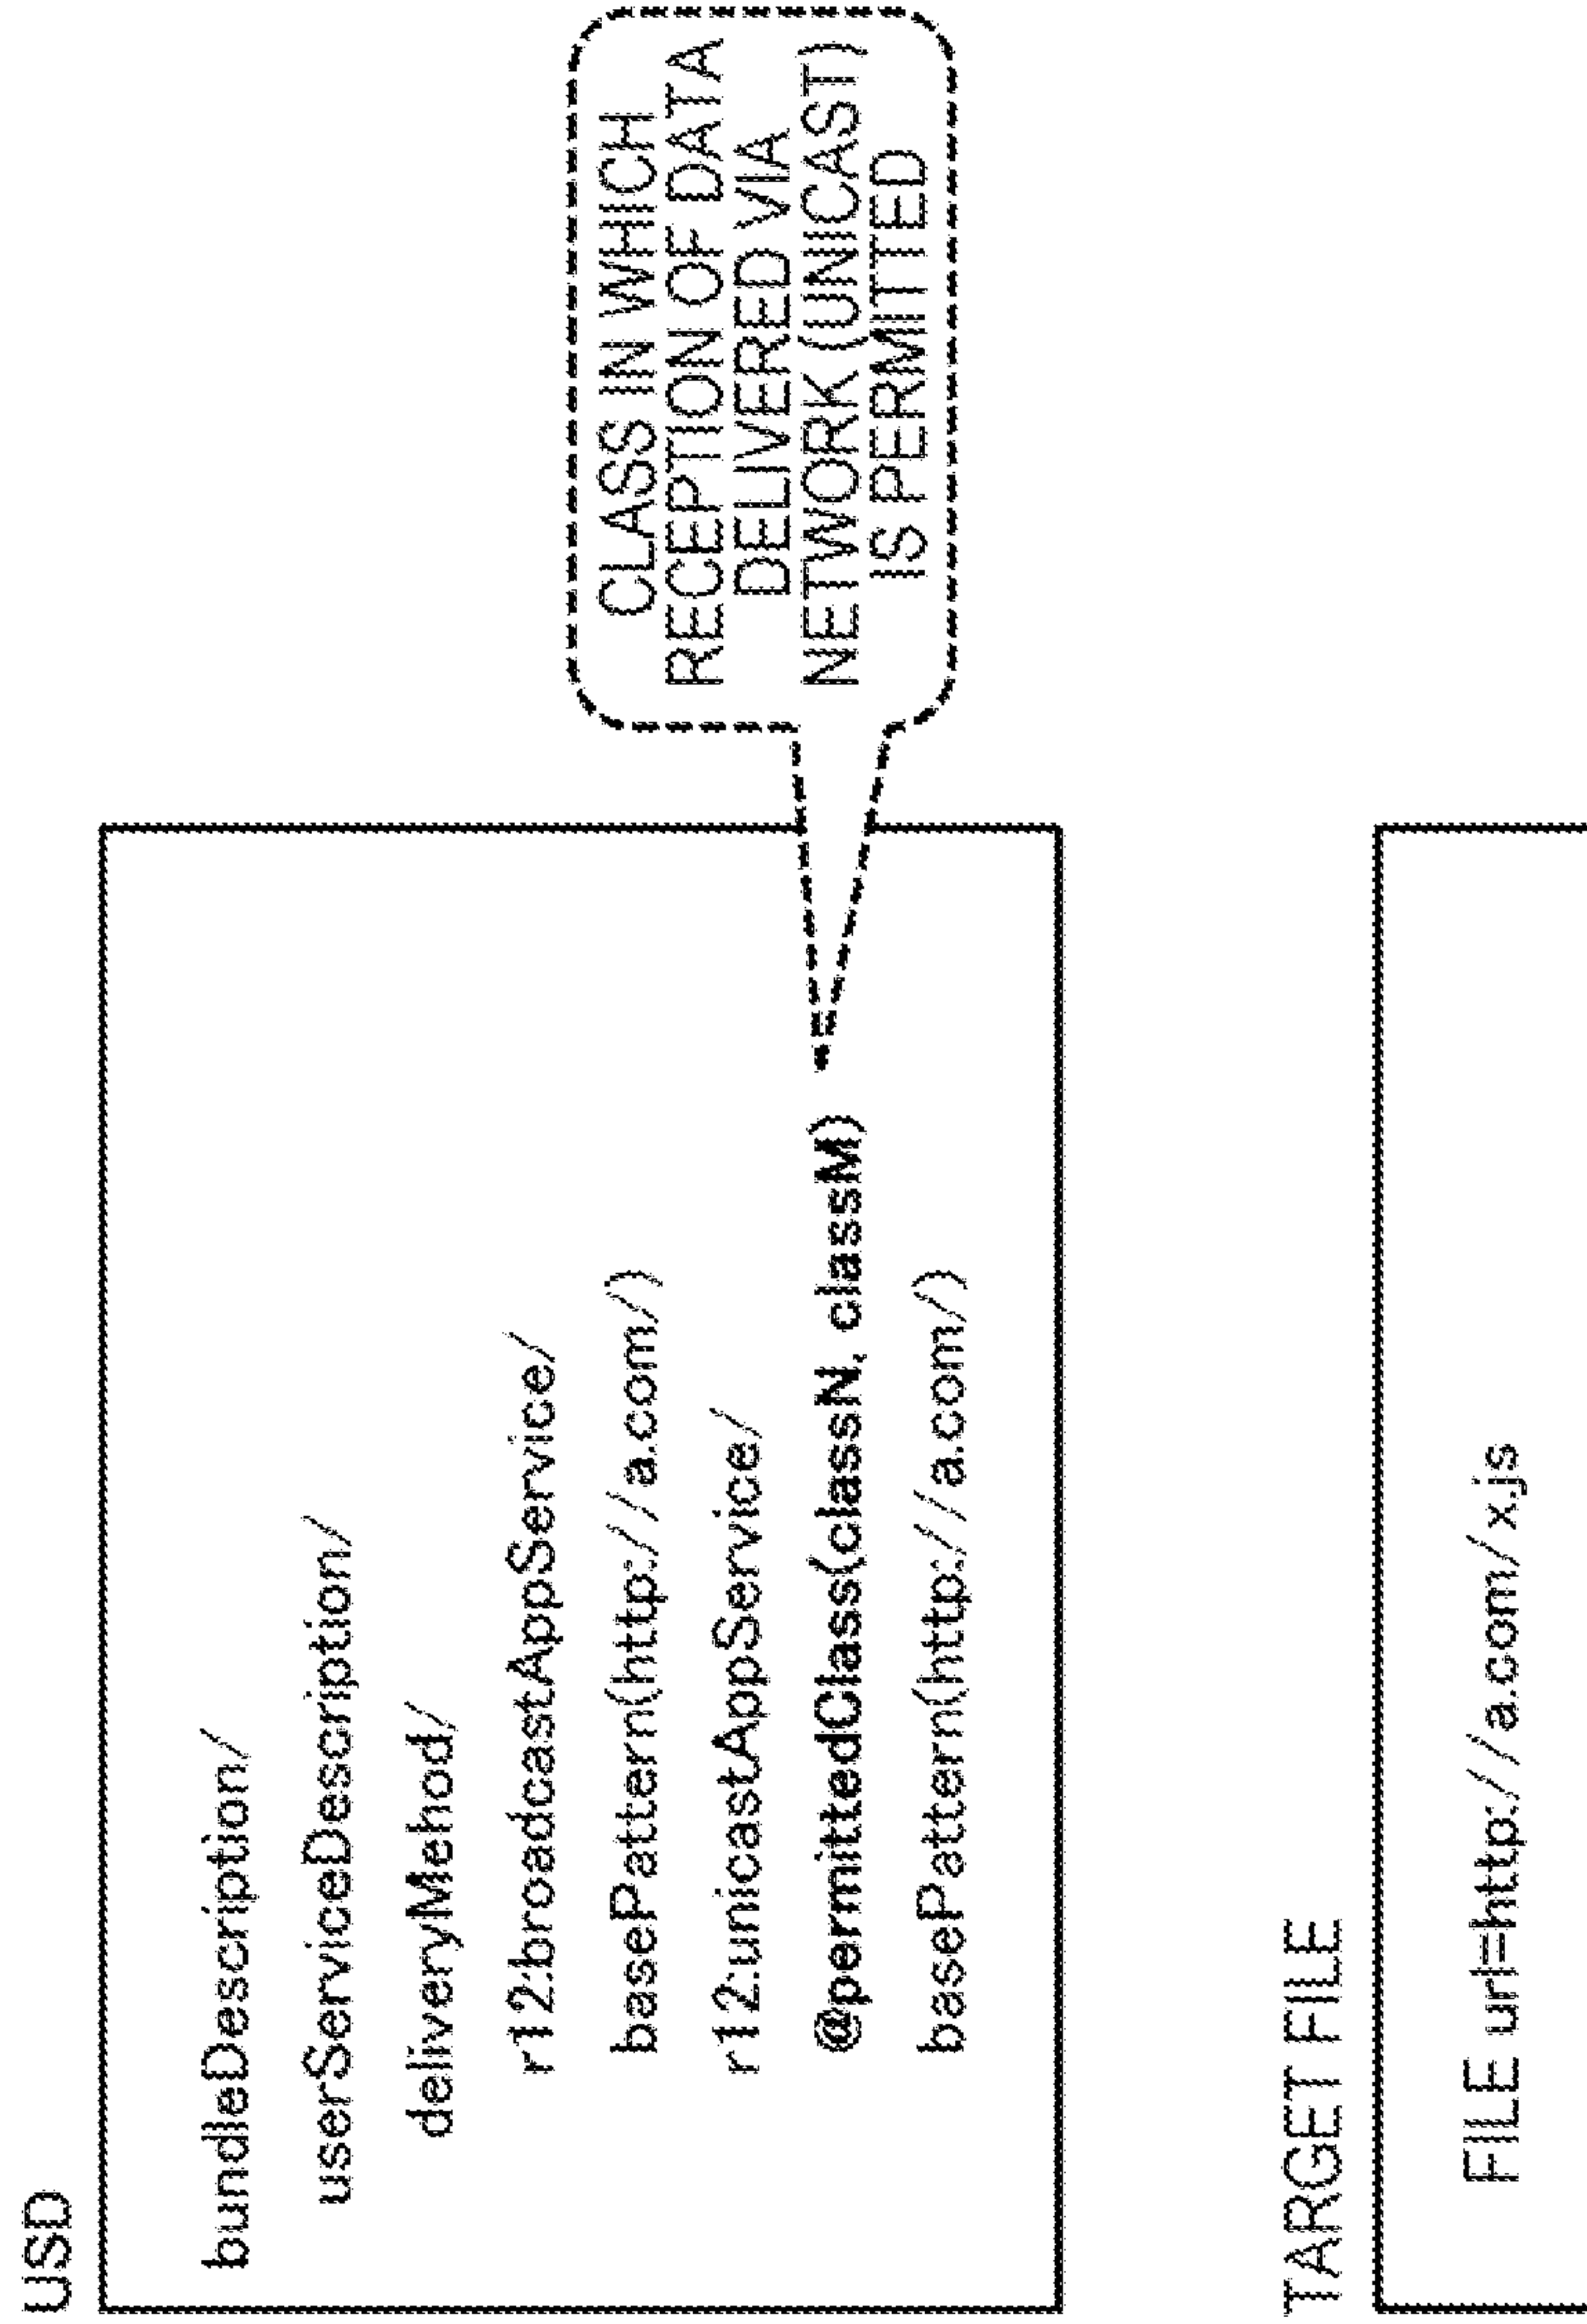 USD
bundleDescription/
userServiceDescription/
deliveryMehod/
r12:broadcastAppService/
basePattern(http://a.com/)
r12:unicastAppService/
@permittedClass(classN, classM)
basePattern(http://a.com/)
CLASS IN WHICH
RECEPTION OF DATA
DELIVERED VIA
NETWORK (UNICAST)
IS PERMITTED
TARGET FILE
FILE url=http://a.com/x.js